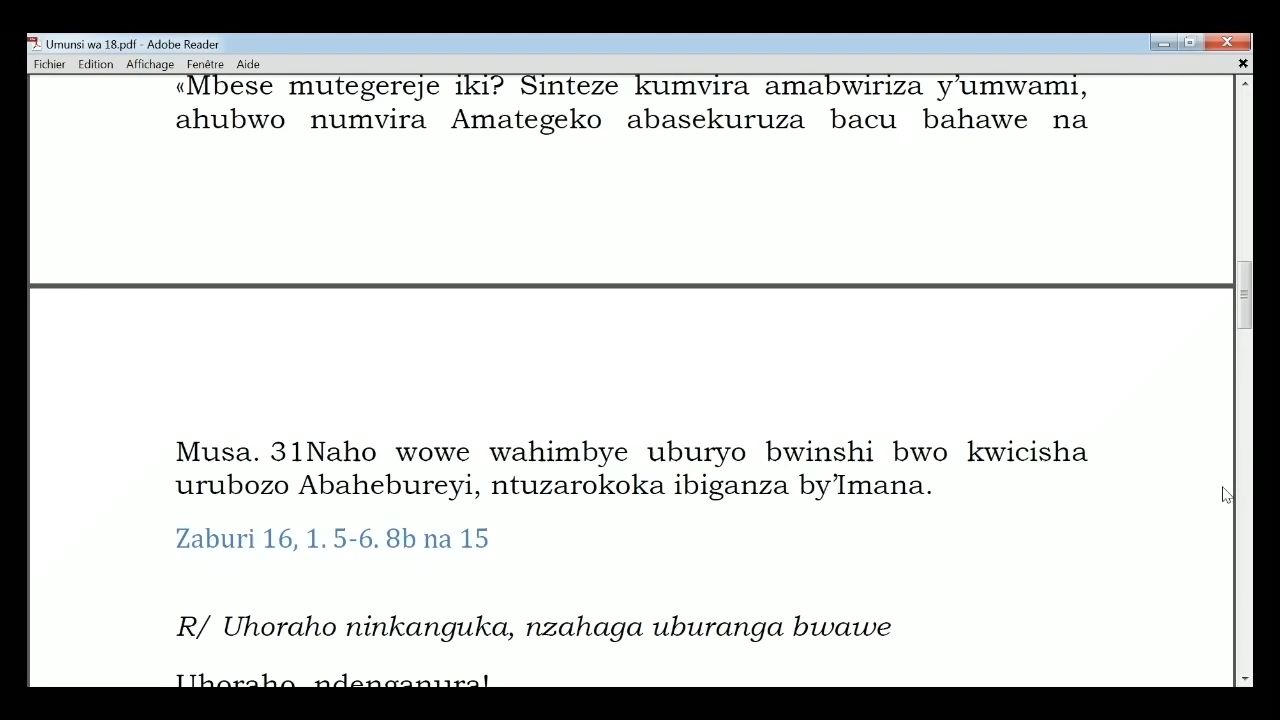 Umunsi wa 18.pdf - Adobe Reader
Fichier Edition Affichage Fenêtre Aide
«Mbese mutegereje iki? Sinteze kumvira amabwiriza y’umwami,
ahubwo numvira Amategeko abasekuruza bacu bahawe na
Musa. 31Naho wowe wahimbye uburyo bwinshi bwo kwicisha
urubozo Abahebureyi, ntuzarokoka ibiganza by’Imana.
Zaburi 16, 1. 5-6. 8b na 15
R/ Uhoraho ninkanguka, nzahaga uburanga bwawe
Uhoraho, ndenganura!